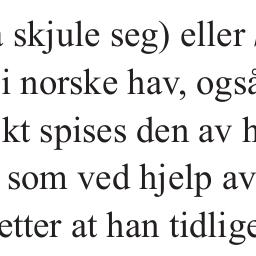 skjule seg) eller
i norske hav, også
kt spises den av h
som ved hjelp av
etter at han tidlige